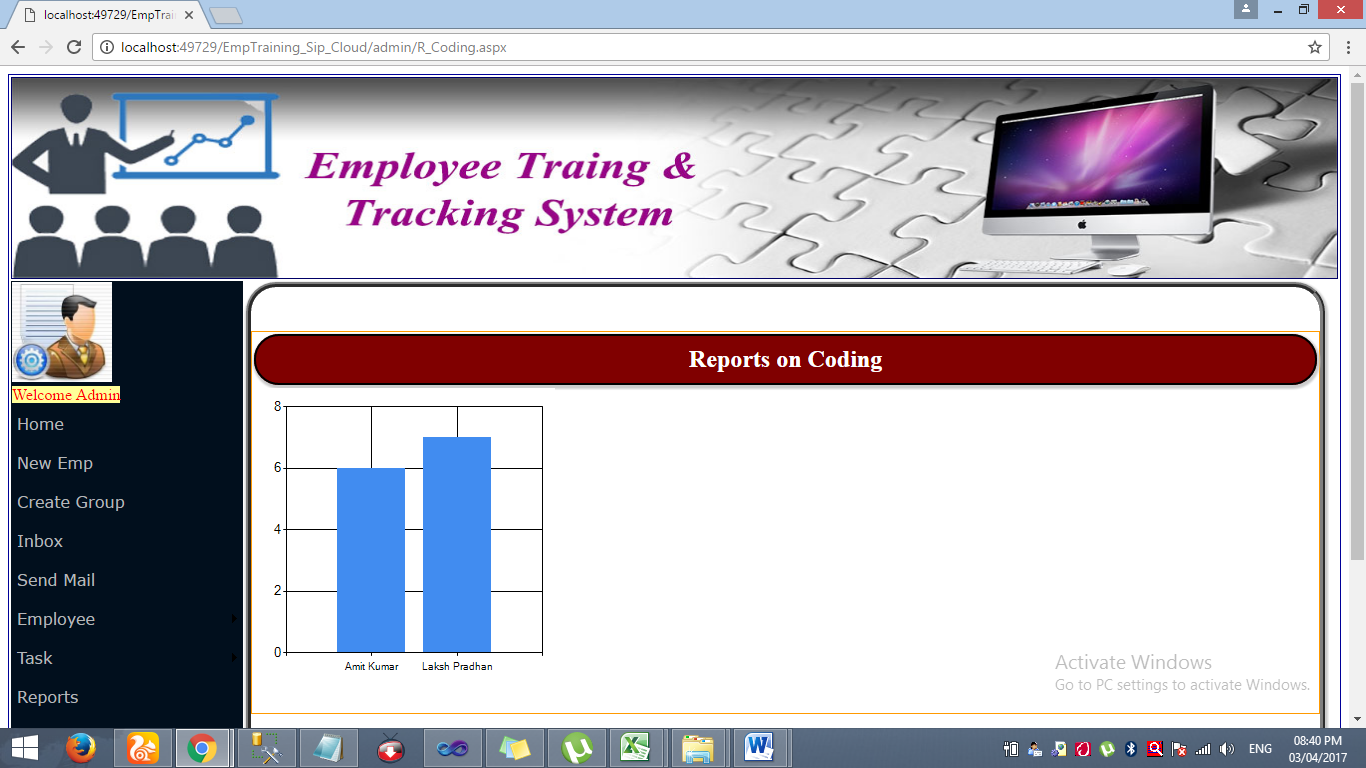 localhost:49729/EmpTrai
localhost:49729/EmpTraining_Sip_Cloud/admin/R_Coding.aspx
Employee Traing &
Tracking System
Welcome Admin
Home
New Emp
Create Group
Inbox
Send Mail
Employee
Task
Reports
Reports on Coding
8
6
4
2
0
Amit Kumar
Laksh Pradhan
Activate Windows
Go to PC settings to activate Windows.
ENG
08:40 PM
03/04/2017